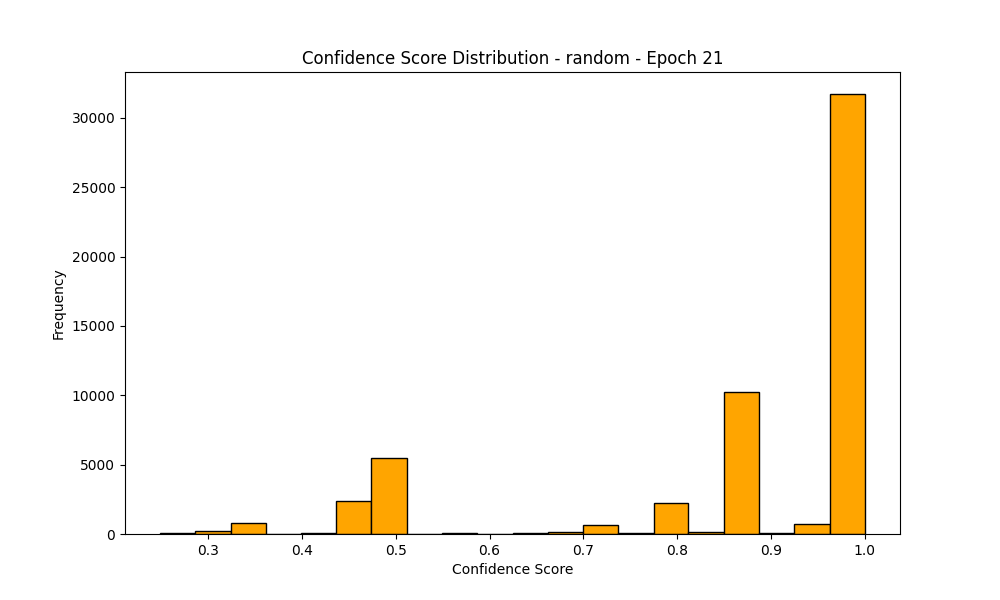 Confidence Score Distribution - random - Epoch 21
Frequency
30000
25000
20000
15000
10000
5000
0
0.3 0.4 0.5 0.6 0.7 0.8 0.9 1.0
Confidence Score